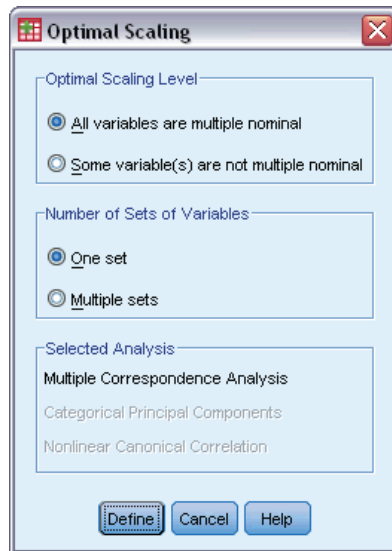 Optimal Scaling
Optimal Scaling Level
All variables are multiple nominal
Some variable(s) are not multiple nominal
Number of Sets of Variables
One set
Multiple sets
Selected Analysis
Multiple Correspondence Analysis
Categorical Principal Components
Nonlinear Canonical Correlation
Define Cancel Help